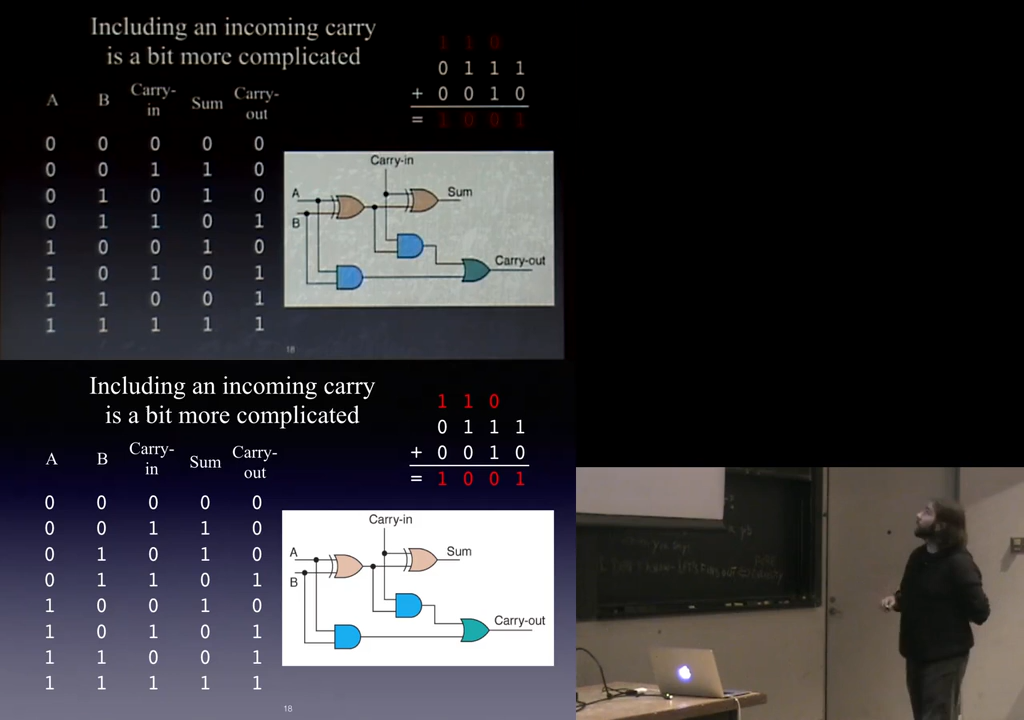 Including an incoming carry
is a bit more complicated
1 1 0
0 1 1 1
+ 0 0 1 0
= 1 0 0 1
A B Carry-in Sum Carry-out
0 0 0 0 0
0 0 1 1 0
0 1 0 1 0
0 1 1 0 1
1 0 0 1 0
1 0 1 0 1
1 1 0 0 1
1 1 1 1 1
Carry-in
A
Sum
B
Carry-out
18
Including an incoming carry
is a bit more complicated
1 1 0
0 1 1 1
+ 0 0 1 0
= 1 0 0 1
A B Carry-in Sum Carry-out
0 0 0 0 0
0 0 1 1 0
0 1 0 1 0
0 1 1 0 1
1 0 0 1 0
1 0 1 0 1
1 1 0 0 1
1 1 1 1 1
Carry-in
A
Sum
B
Carry-out
18